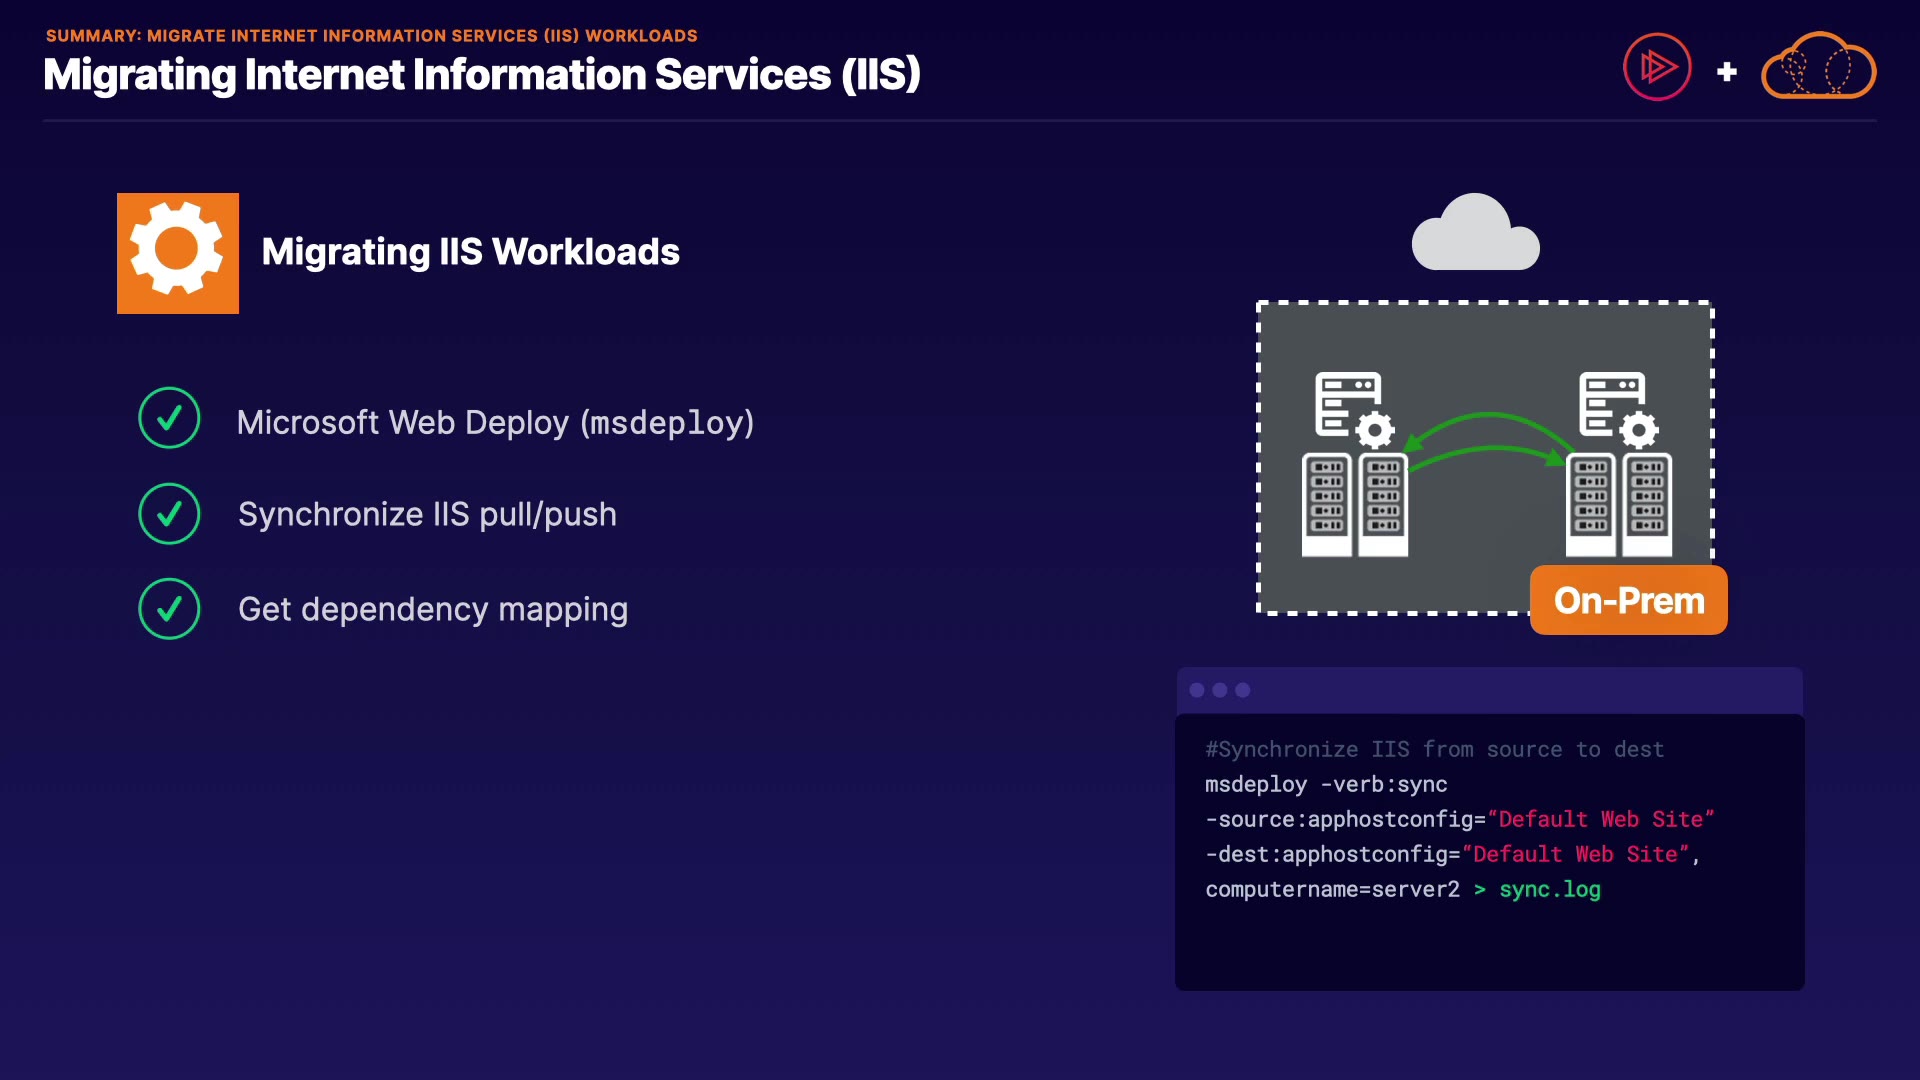 SUMMARY: MIGRATE INTERNET INFORMATION SERVICES (IIS) WORKLOADS
Migrating Internet Information Services (IIS)
Migrating IIS Workloads
Microsoft Web Deploy (msdeploy)
Synchronize IIS pull/push
Get dependency mapping
On-Prem
#Synchronize IIS from source to dest
msdeploy -verb:sync
-source:apphostconfig=“Default Web Site”
-dest:apphostconfig=“Default Web Site”,
computername=server2 > sync.log